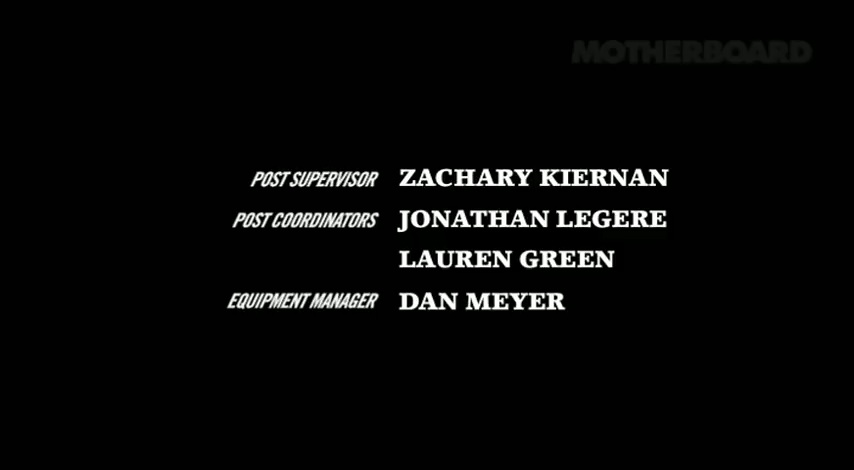 MOTHERBOARD
POST SUPERVISOR ZACHARY KIERNAN
POST COORDINATORS JONATHAN LEGERE
LAUREN GREEN
EQUIPMENT MANAGER DAN MEYER